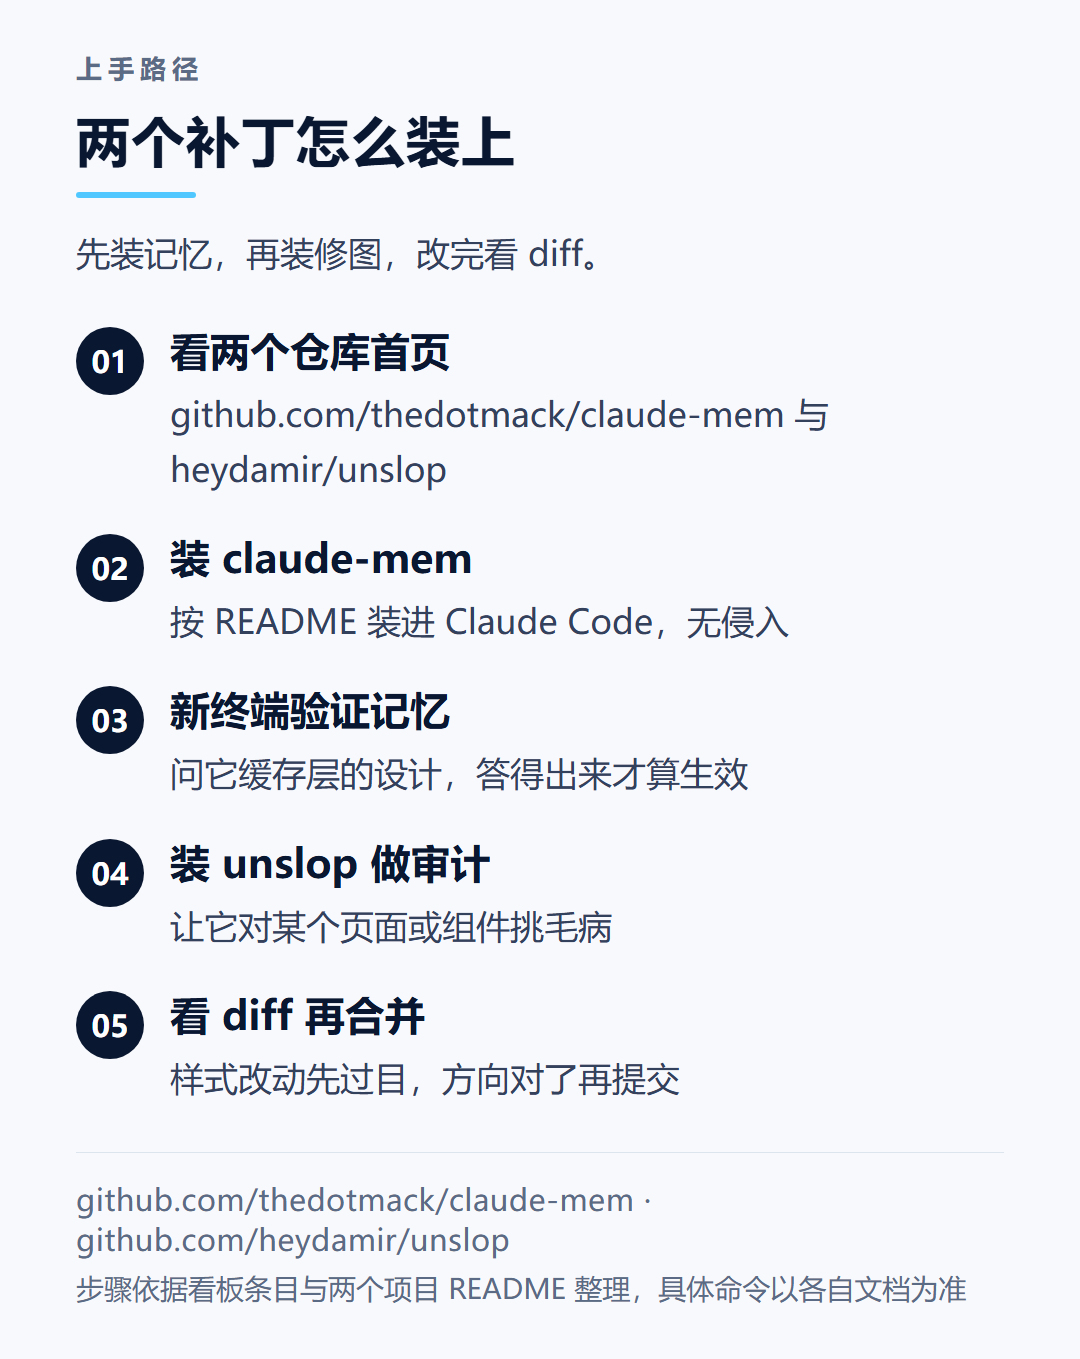 上手路径
两个补丁怎么装上
先装记忆，再装修图，改完看 diff。
01
看两个仓库首页
github.com/thedotmack/claude-mem 与
heydamir/unslop
02
装 claude-mem
按 README 装进 Claude Code，无侵入
03
新终端验证记忆
问它缓存层的设计，答得出来才算生效
04
装 unslop 做审计
让它对某个页面或组件挑毛病
05
看 diff 再合并
样式改动先过目，方向对了再提交
github.com/thedotmack/claude-mem ·
github.com/heydamir/unslop
步骤依据看板条目与两个项目 README 整理，具体命令以各自文档为准